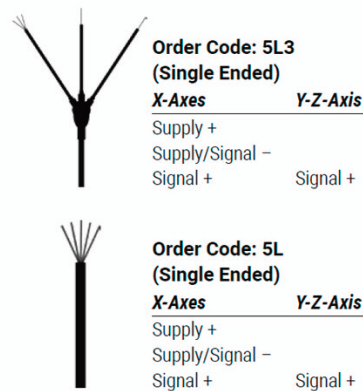 Order Code: 5L3
(Single Ended)
X-Axes Y-Z-Axis
Supply +
Supply/Signal –
Signal + Signal +
Order Code: 5L
(Single Ended)
X-Axes Y-Z-Axis
Supply +
Supply/Signal –
Signal + Signal +